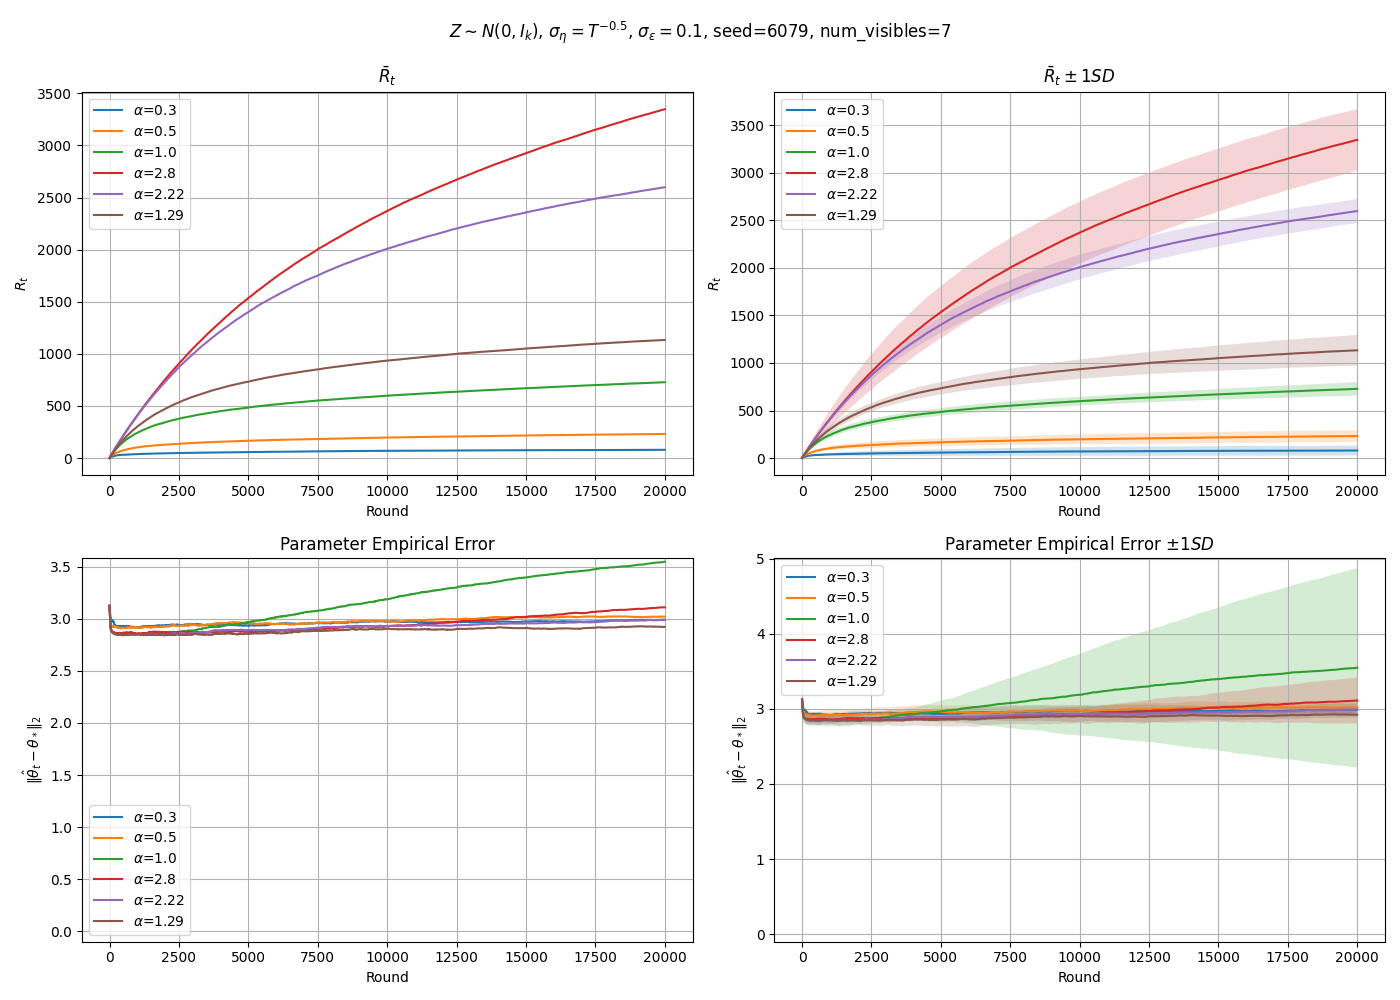 Z ∼ N(0, I_k), σ_η = T^{−0.5}, σ_ε = 0.1, seed=6079, num_visibles=7
R̄_t
3500
3000
2500
2000
1500
1000
500
0
R_t
α=0.3
α=0.5
α=1.0
α=2.8
α=2.22
α=1.29
0 2500 5000 7500 10000 12500 15000 17500 20000
Round
R̄_t ± 1SD
3500
3000
2500
2000
1500
1000
500
0
R_t
α=0.3
α=0.5
α=1.0
α=2.8
α=2.22
α=1.29
0 2500 5000 7500 10000 12500 15000 17500 20000
Round
Parameter Empirical Error
3.5
3.0
2.5
2.0
1.5
1.0
0.5
0.0
‖θ̂_t − θ_*‖_2
α=0.3
α=0.5
α=1.0
α=2.8
α=2.22
α=1.29
0 2500 5000 7500 10000 12500 15000 17500 20000
Round
Parameter Empirical Error ±1SD
5
4
3
2
1
0
‖θ̂_t − θ_*‖_2
α=0.3
α=0.5
α=1.0
α=2.8
α=2.22
α=1.29
0 2500 5000 7500 10000 12500 15000 17500 20000
Round